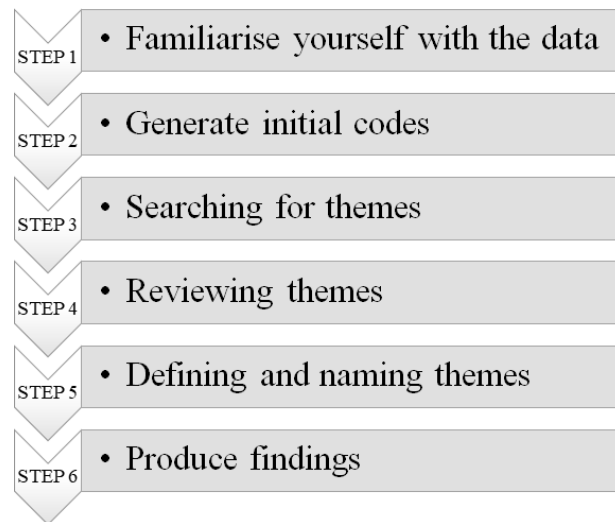 STEP 1
• Familiarise yourself with the data
STEP 2
• Generate initial codes
STEP 3
• Searching for themes
STEP 4
• Reviewing themes
STEP 5
• Defining and naming themes
STEP 6
• Produce findings